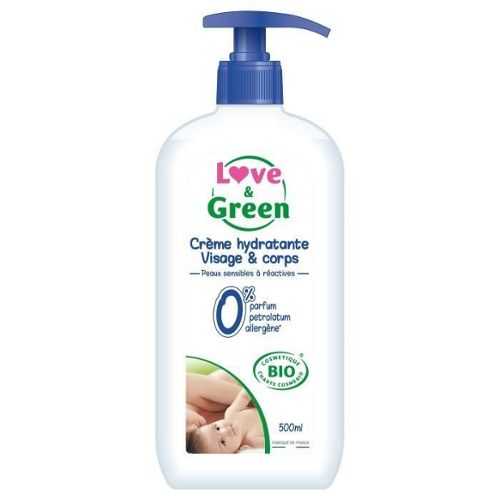 Love
&
Green
Crème hydratante
Visage & corps
Peaux sensibles à réactives
0%
parfum
petrolatum
allergène*
COSMETIQUE
BIO
CHARTE COSMEBIO
500ml
FABRIQUÉ EN FRANCE